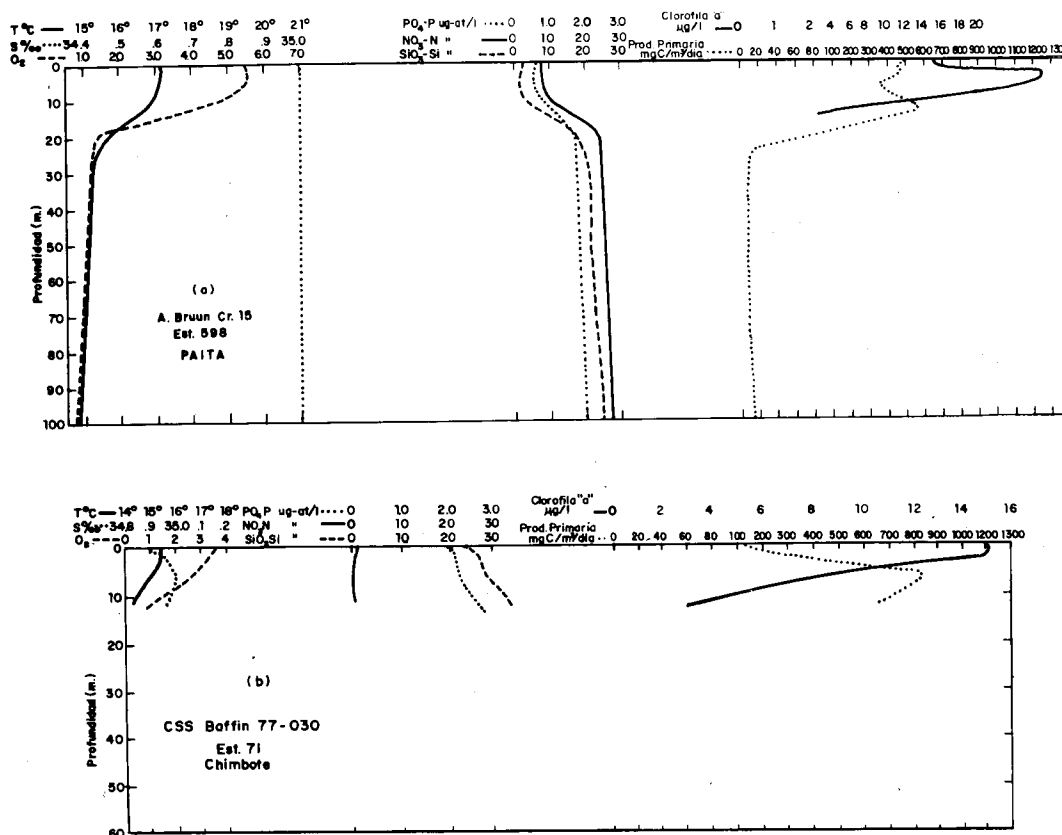 T°C 15° 16° 17° 18° 19° 20° 21° PO4-P ug-at/l 0 1.0 2.0 3.0 Clorofila "a" µg/l 0 1 2 4 6 8 10 12 14 16 18 20
S‰ 34.4 .5 .6 .7 .8 .9 35.0 NO3-N " 0 10 20 30
O2 10 20 3.0 4.0 50 60 70 SiO3-Si " 0 10 20 30 Prod. Primaria mgC/m³/dia 0 20 40 60 80 100 200 300 400 500 600 700 800 900 1000 1100 1200 1300
Profundidad (m.)
0
10
20
30
40
50
60
70
80
90
100
(a)
A. Bruun Cr. 15
Est. 598
PAITA
T°C 14° 15° 16° 17° 18° PO4P ug-at/l 0 1.0 2.0 3.0 Clorofila "a" µg/l 0 2 4 6 8 10 12 14 16
S‰ 34.8 .9 35.0 .1 .2 NO3N " 0 10 20 30
0 1 2 3 4 SiO3Si " 0 10 20 30 Prod. Primaria mgC/m³/dia 0 20 40 60 80 100 200 300 400 500 600 700 800 900 1000 1100 1200 1300
Profundidad (m.)
0
10
20
30
40
50
60
(b)
CSS Baffin 77-030
Est. 71
Chimbote